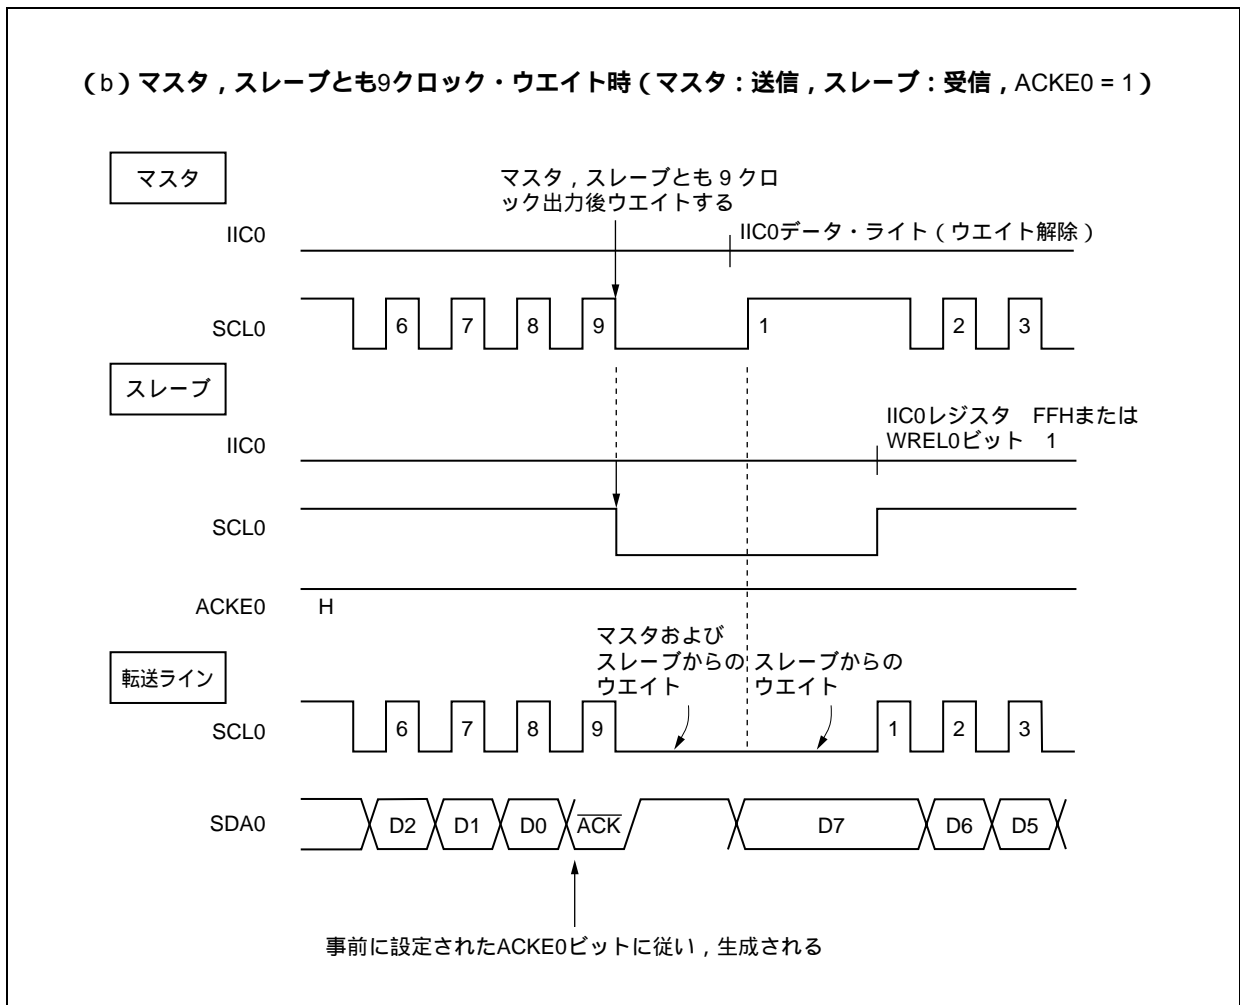 （b）マスタ，スレーブとも9クロック・ウエイト時（マスタ：送信，スレーブ：受信，ACKE0 = 1）
マスタ
マスタ，スレーブとも 9 クロ
ック出力後ウエイトする
IIC0
IIC0データ・ライト（ウエイト解除）
SCL0
6 7 8 9 1 2 3
スレーブ
IIC0レジスタ　FFHまたは
WREL0ビット　1
IIC0
SCL0
ACKE0 H
マスタおよび
スレーブからの
ウエイト
スレーブからの
ウエイト
転送ライン
SCL0
6 7 8 9 1 2 3
SDA0
D2 D1 D0 ACK D7 D6 D5
事前に設定されたACKE0ビットに従い，生成される